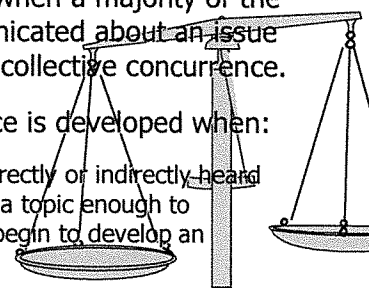 when a majority of the
nicated about an issue
collective concurrence.
ce is developed when:
rectly or indirectly heard
a topic enough to
begin to develop an